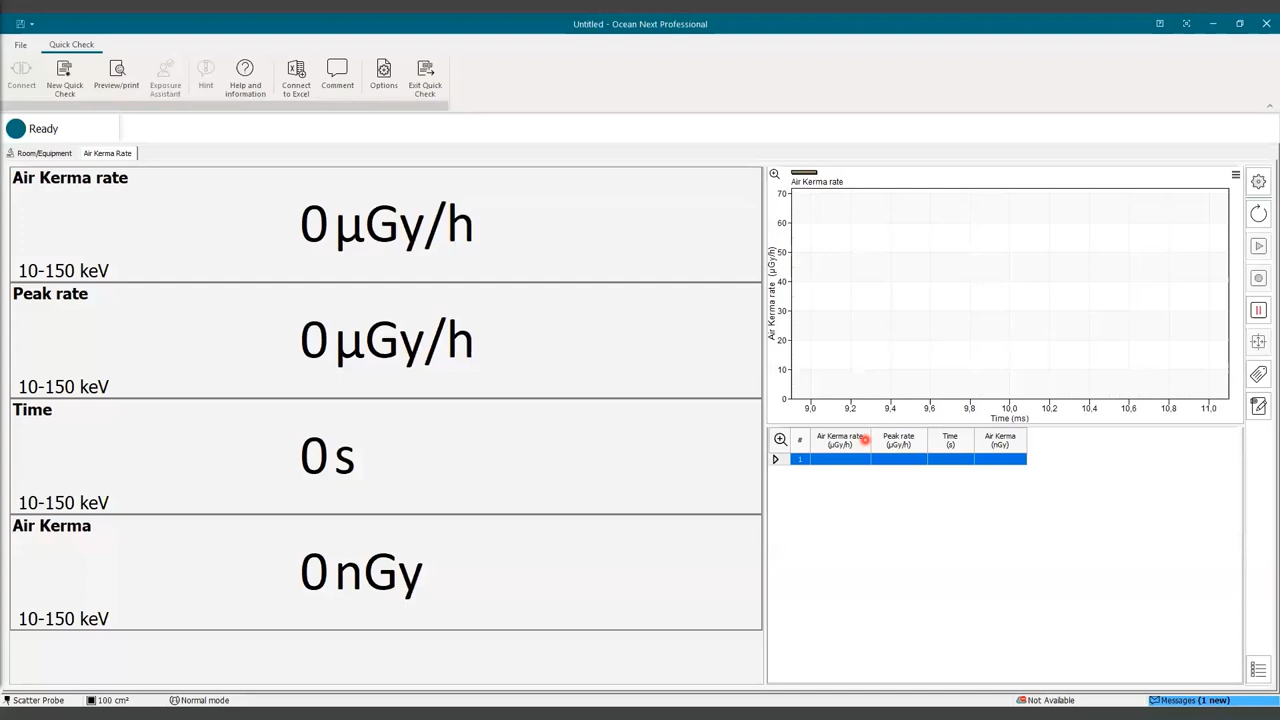 Untitled - Ocean Next Professional
File
Quick Check
Connect
New Quick
Check
Preview/print
Exposure
Assistant
Hint
Help and
information
Connect
to Excel
Comment
Options
Exit Quick
Check
Ready
Room/Equipment
Air Kerma Rate
Air Kerma rate
0 µGy/h
10-150 keV
Peak rate
0 µGy/h
10-150 keV
Time
0 s
10-150 keV
Air Kerma
0 nGy
10-150 keV
Air Kerma rate
70
60
50
40
30
20
10
0
Air Kerma rate (µGy/h)
9,0 9,2 9,4 9,6 9,8 10,0 10,2 10,4 10,6 10,8 11,0
Time (ms)
# Air Kerma rate Peak rate Time Air Kerma
(µGy/h) (µGy/h) (s) (nGy)
1
Scatter Probe
100 cm²
Normal mode
Not Available
Messages (1 new)